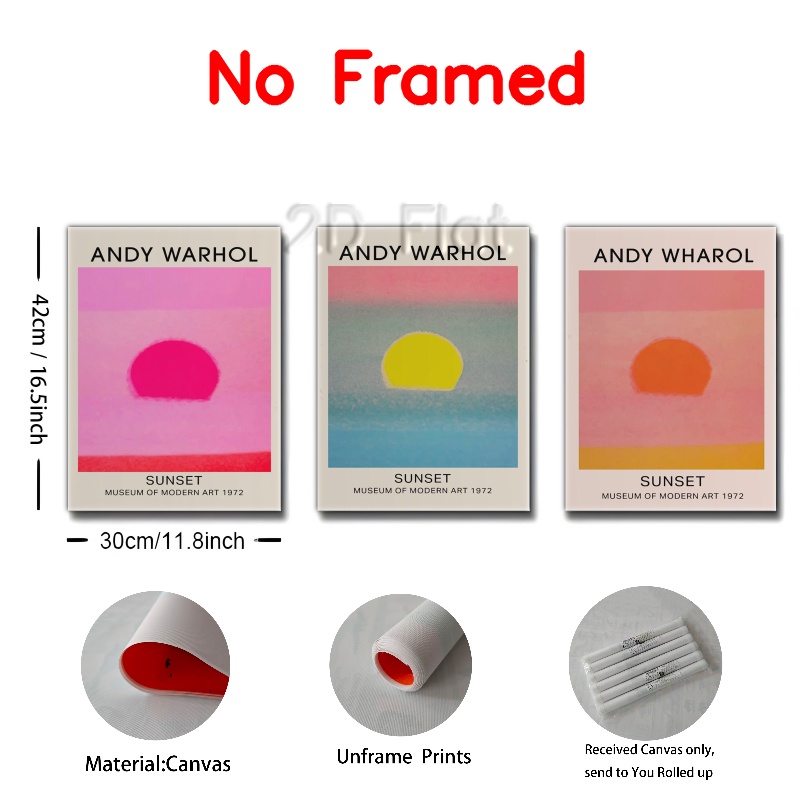 No Framed
2D Flat
ANDY WARHOL
SUNSET
MUSEUM OF MODERN ART 1972
ANDY WARHOL
SUNSET
MUSEUM OF MODERN ART 1972
ANDY WHAROL
SUNSET
MUSEUM OF MODERN ART 1972
42cm / 16.5inch
30cm/11.8inch
Material:Canvas
Unframe Prints
Received Canvas only,
send to You Rolled up